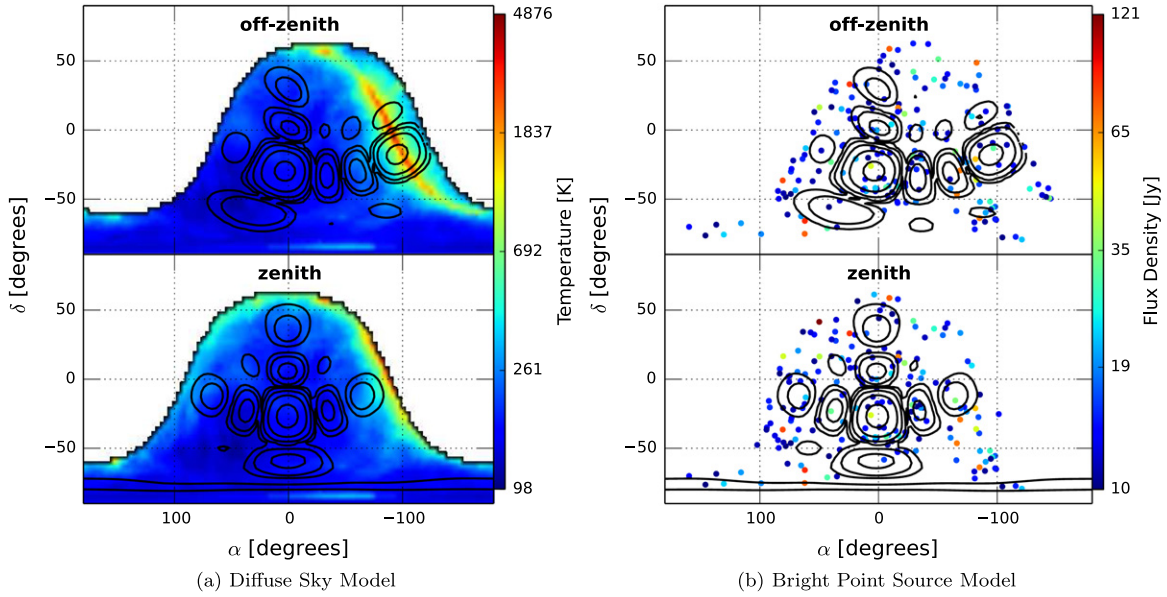 off-zenith
50
0
−50
δ [degrees]
zenith
50
0
−50
δ [degrees]
100
0
−100
α [degrees]
4876
1837
692
261
98
Temperature [K]
(a) Diffuse Sky Model
off-zenith
50
0
−50
δ [degrees]
zenith
50
0
−50
δ [degrees]
100
0
−100
α [degrees]
121
65
35
19
10
Flux Density [Jy]
(b) Bright Point Source Model